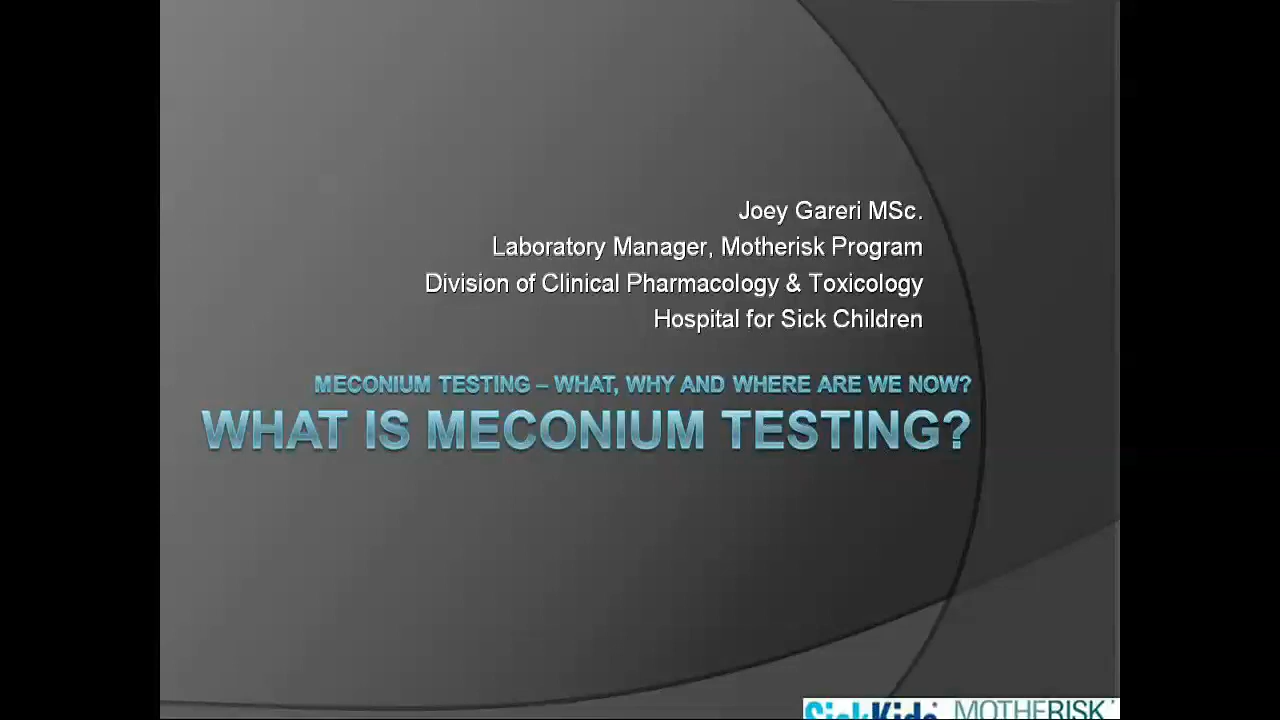 Joey Gareri MSc.
Laboratory Manager, Motherisk Program
Division of Clinical Pharmacology & Toxicology
Hospital for Sick Children
MECONIUM TESTING – WHAT, WHY AND WHERE ARE WE NOW?
WHAT IS MECONIUM TESTING?
SickKids MOTHERISK